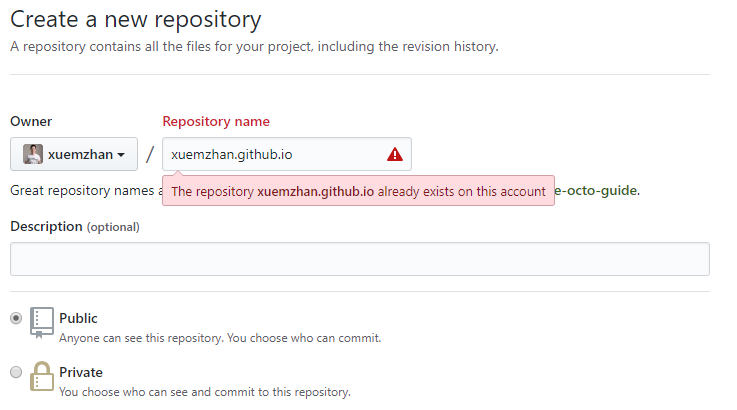 Create a new repository
A repository contains all the files for your project, including the revision history.
Owner
Repository name
xuemzhan
/
xuemzhan.github.io
The repository xuemzhan.github.io already exists on this account
Great repository names a
e-octo-guide.
Description (optional)
Public
Anyone can see this repository. You choose who can commit.
Private
You choose who can see and commit to this repository.